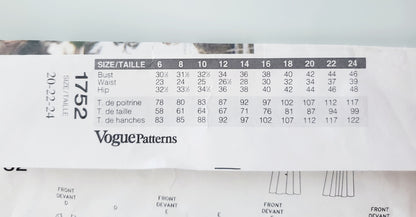 SIZE/TAILLE 6 8 10 12 14 16 18 20 22 24
Bust 30½ 31½ 32½ 34 36 38 40 42 44 46
Waist 23 24 25 26½ 28 30 32 34 37 39
Hip 32½ 33½ 34½ 36 38 40 42 44 46 48
T. de poitrine 78 80 83 87 92 97 102 107 112 117
T. de taille 58 61 64 67 71 76 81 87 94 99
T. de hanches 83 85 88 92 97 102 107 112 117 122
Vogue Patterns
1752
SIZE/TAILLE
20-22-24
FRONT
DEVANT
D
FRONT
DEVANT
E
FRONT
DEVANT
FRONT
DEVANT